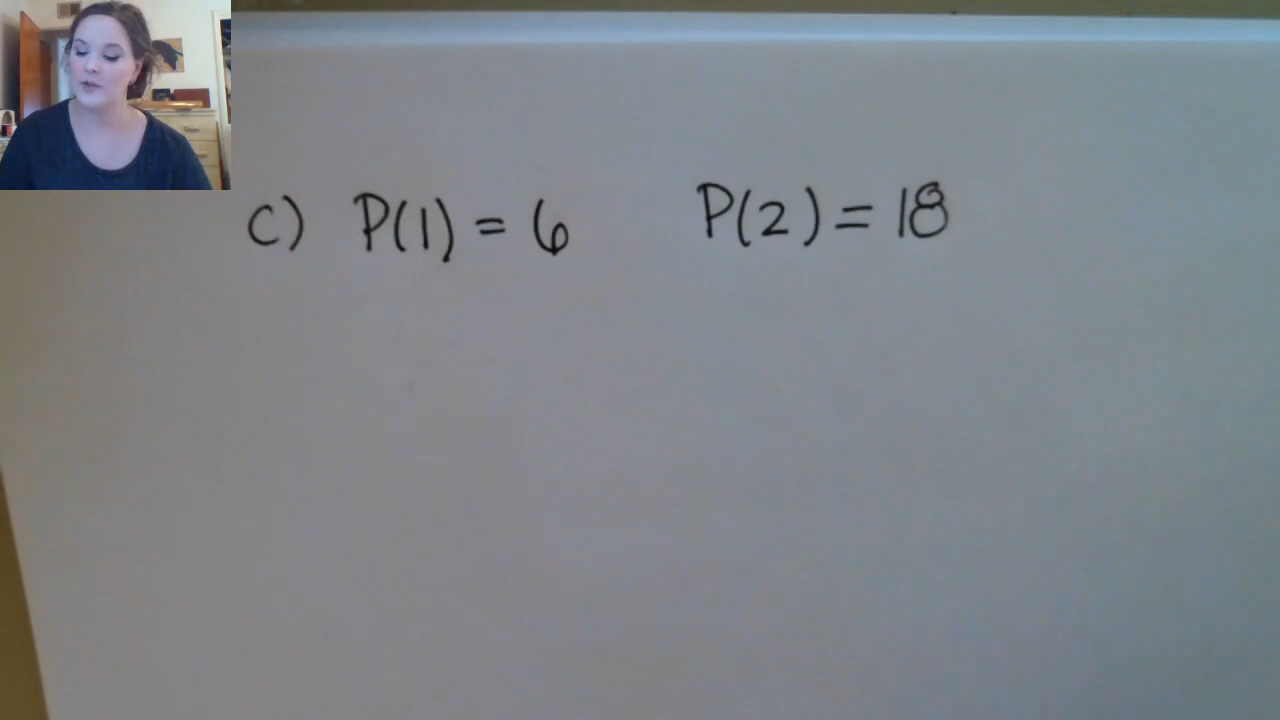 C) P(1) = 6 P(2) = 18